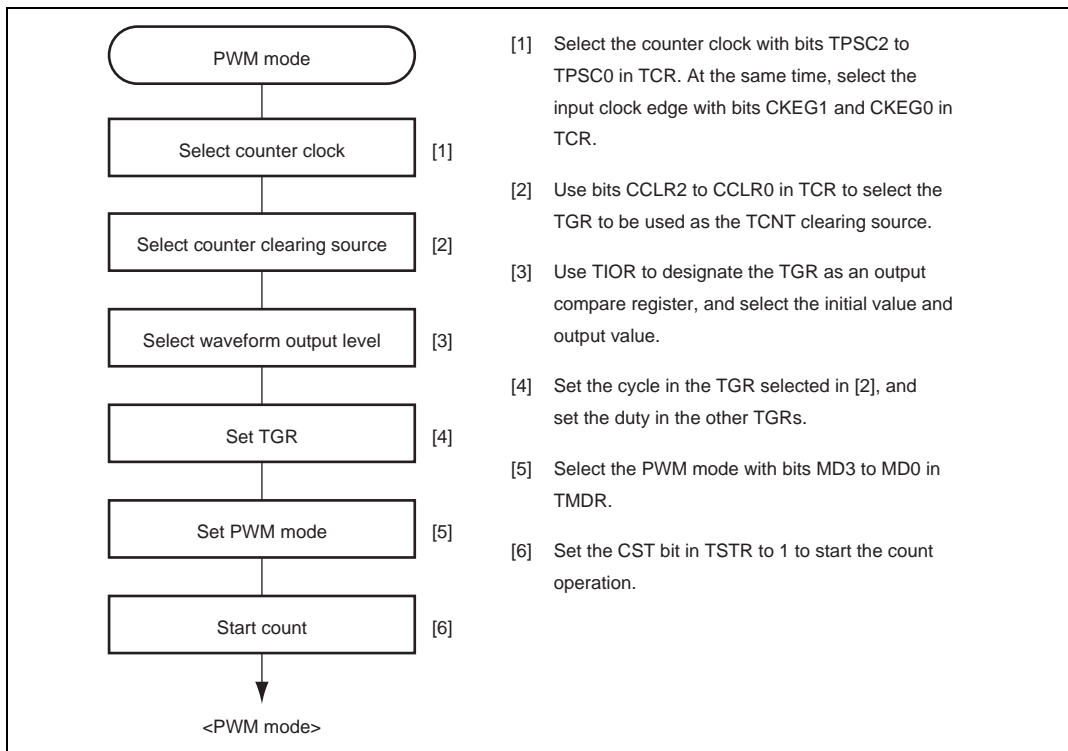 PWM mode
Select counter clock
[1]
Select counter clearing source
[2]
Select waveform output level
[3]
Set TGR
[4]
Set PWM mode
[5]
Start count
[6]
<PWM mode>
[1] Select the counter clock with bits TPSC2 to
TPSC0 in TCR. At the same time, select the
input clock edge with bits CKEG1 and CKEG0 in
TCR.
[2] Use bits CCLR2 to CCLR0 in TCR to select the
TGR to be used as the TCNT clearing source.
[3] Use TIOR to designate the TGR as an output
compare register, and select the initial value and
output value.
[4] Set the cycle in the TGR selected in [2], and
set the duty in the other TGRs.
[5] Select the PWM mode with bits MD3 to MD0 in
TMDR.
[6] Set the CST bit in TSTR to 1 to start the count
operation.